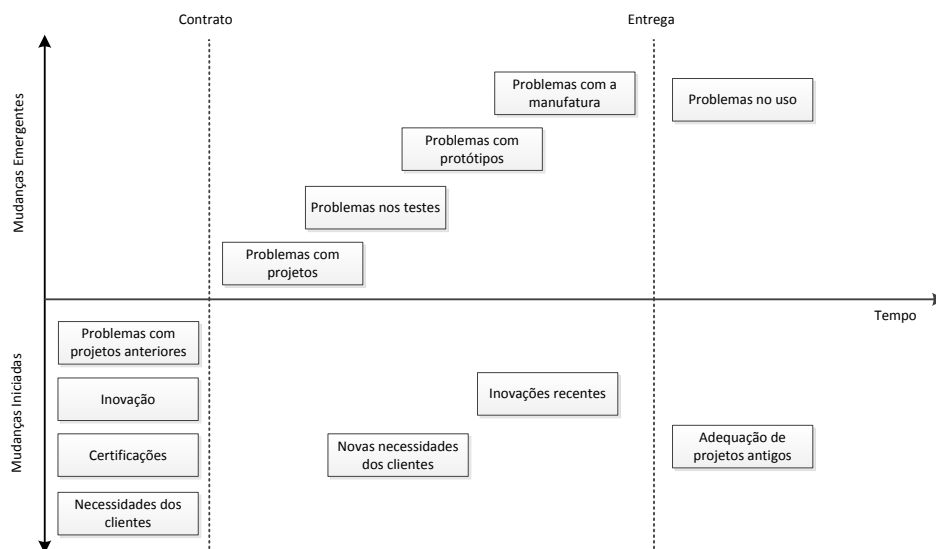 Contrato
Entrega
Mudanças Emergentes
Problemas com a
manufatura
Problemas no uso
Problemas com
protótipos
Problemas nos testes
Problemas com
projetos
Tempo
Mudanças Iniciadas
Problemas com
projetos anteriores
Inovação
Inovações recentes
Certificações
Novas necessidades
dos clientes
Adequação de
projetos antigos
Necessidades dos
clientes